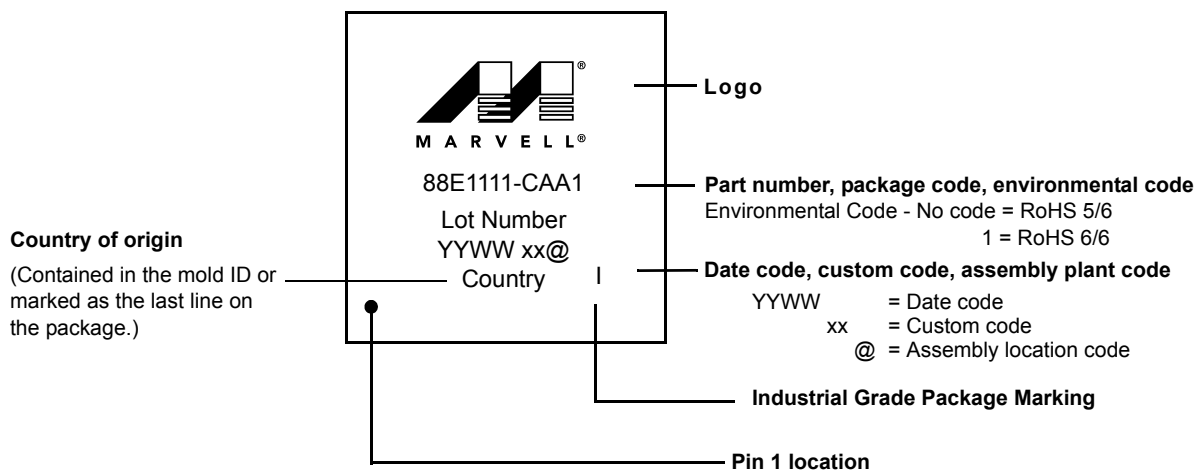 ®
MARVELL®
88E1111-CAA1
Lot Number
YYWW xx@
Country I
Logo
Part number, package code, environmental code
Environmental Code - No code = RoHS 5/6
1 = RoHS 6/6
Country of origin
(Contained in the mold ID or
marked as the last line on
the package.)
Date code, custom code, assembly plant code
YYWW = Date code
xx = Custom code
@ = Assembly location code
Industrial Grade Package Marking
Pin 1 location